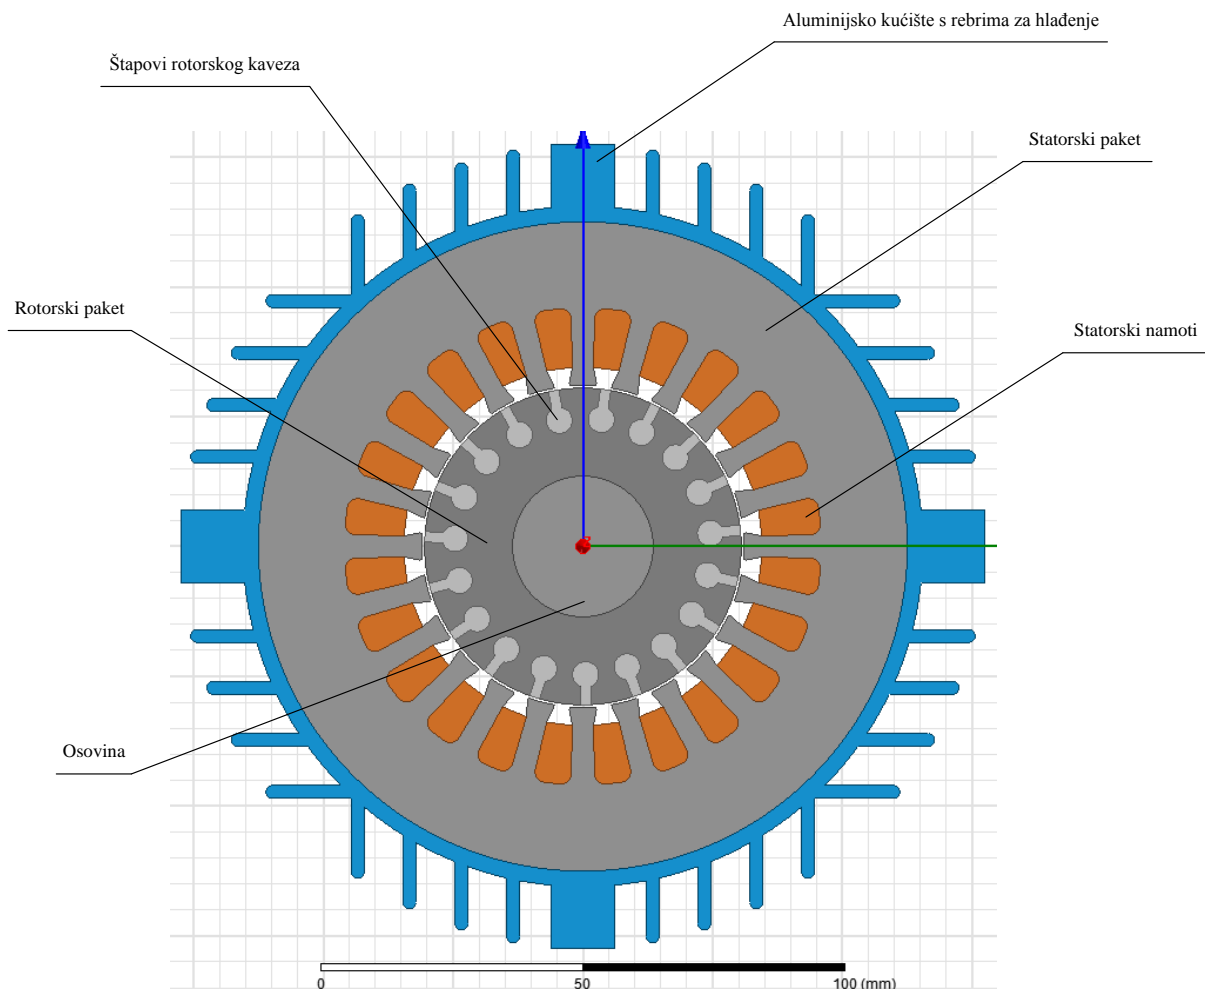 Aluminijsko kućište s rebrima za hlađenje
Štapovi rotorskog kaveza
Statorski paket
Rotorski paket
Statorski namoti
Osovina
0
50
100 (mm)